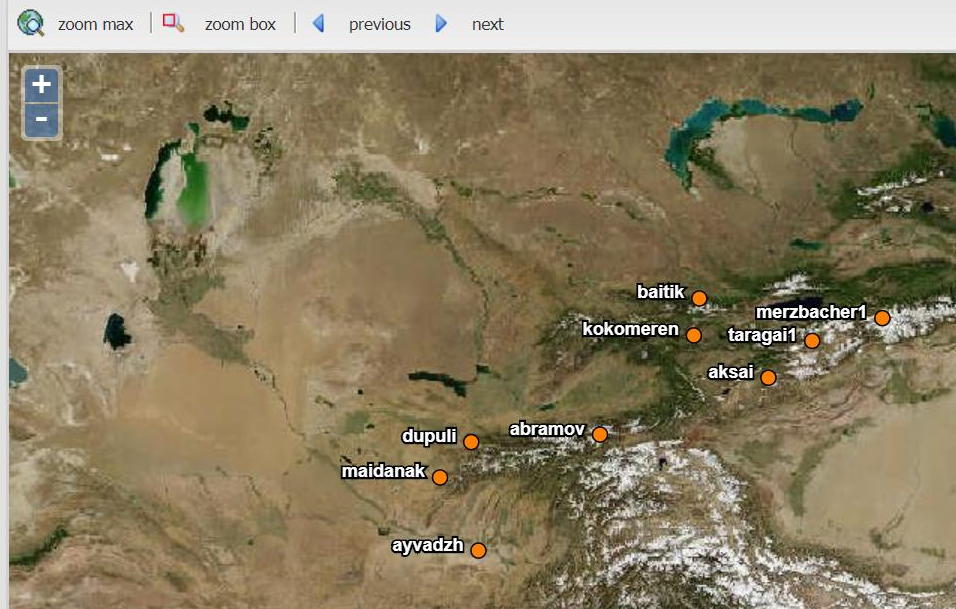 zoom max zoom box previous next
+
-
baitik
merzbacher1
kokomeren
taragai1
aksai
abramov
dupuli
maidanak
ayvadzh